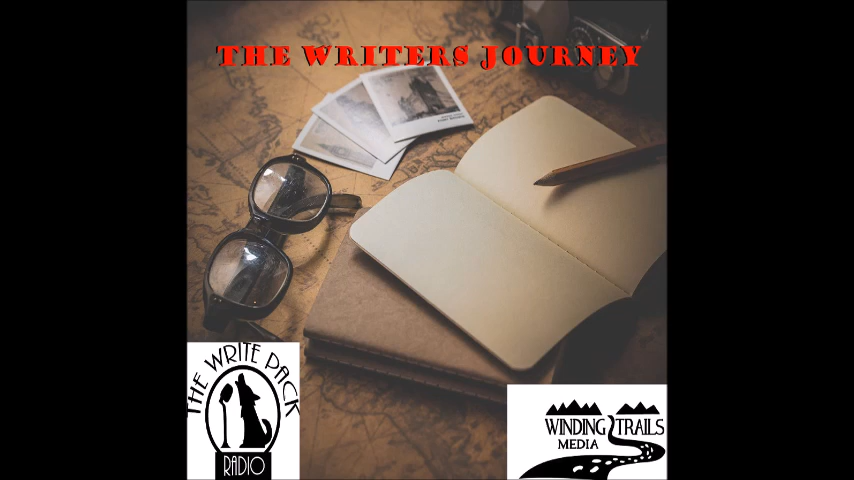 THE WRITERS JOURNEY
THE WRITE PACK
RADIO
WINDING TRAILS
MEDIA